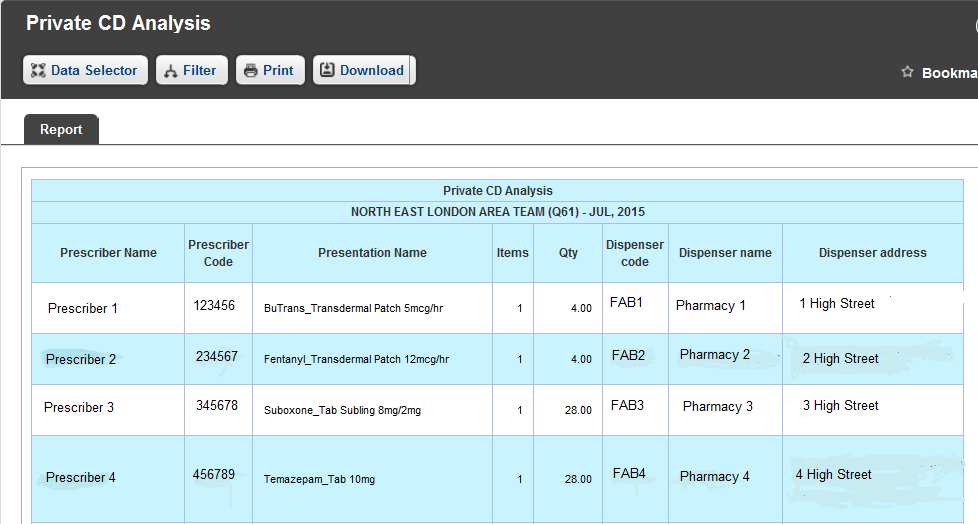 Private CD Analysis
Data Selector Filter Print Download
Bookma
Report
Private CD Analysis
NORTH EAST LONDON AREA TEAM (Q61) - JUL, 2015
Prescriber Name Prescriber Code Presentation Name Items Qty Dispenser code Dispenser name Dispenser address
Prescriber 1 123456 BuTrans_Transdermal Patch 5mcg/hr 1 4.00 FAB1 Pharmacy 1 1 High Street
Prescriber 2 234567 Fentanyl_Transdermal Patch 12mcg/hr 1 4.00 FAB2 Pharmacy 2 2 High Street
Prescriber 3 345678 Suboxone_Tab Subling 8mg/2mg 1 28.00 FAB3 Pharmacy 3 3 High Street
Prescriber 4 456789 Temazepam_Tab 10mg 1 28.00 FAB4 Pharmacy 4 4 High Street